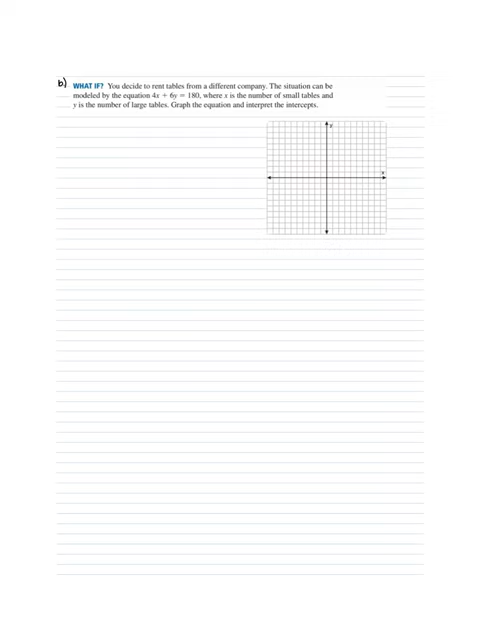 b) WHAT IF? You decide to rent tables from a different company. The situation can be
modeled by the equation 4x + 6y = 180, where x is the number of small tables and
y is the number of large tables. Graph the equation and interpret the intercepts.
y
x